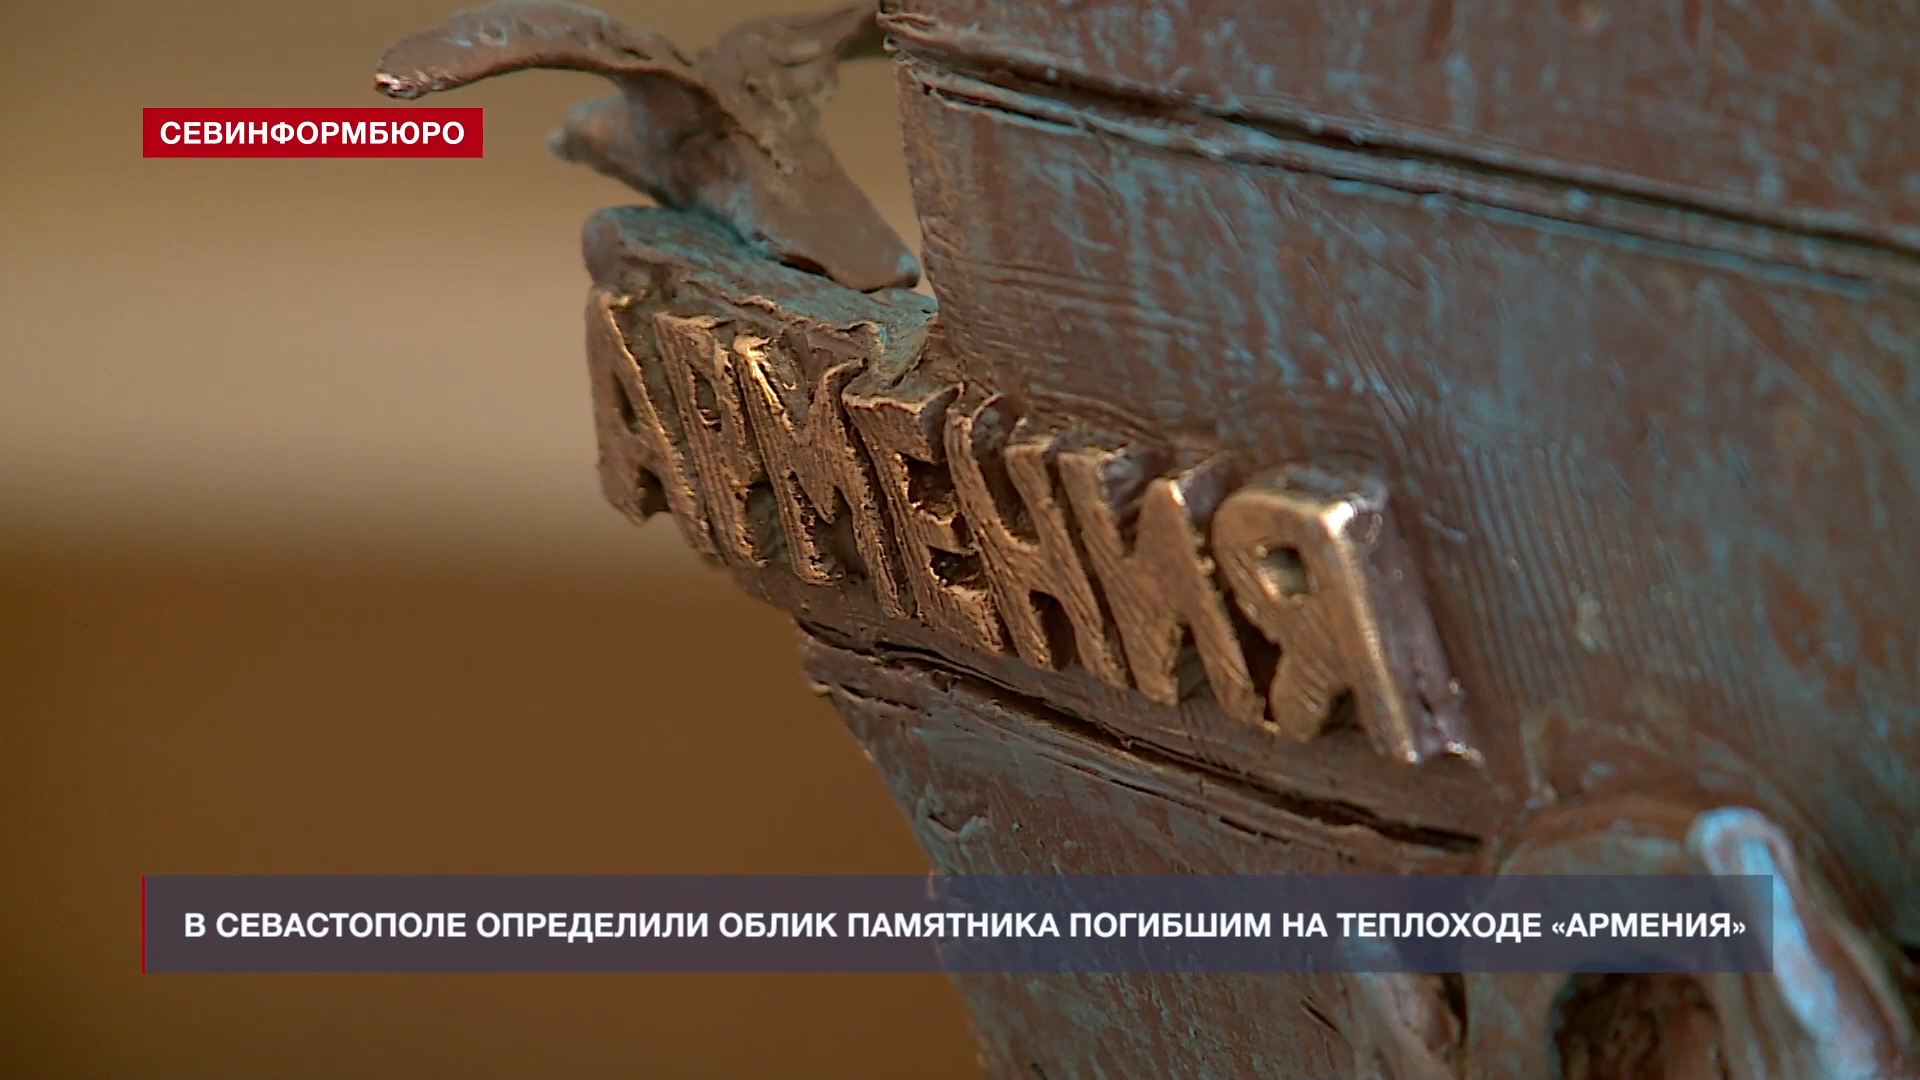 СЕВИНФОРМБЮРО
АРМЕНИЯ
В СЕВАСТОПОЛЕ ОПРЕДЕЛИЛИ ОБЛИК ПАМЯТНИКА ПОГИБШИМ НА ТЕПЛОХОДЕ «АРМЕНИЯ»